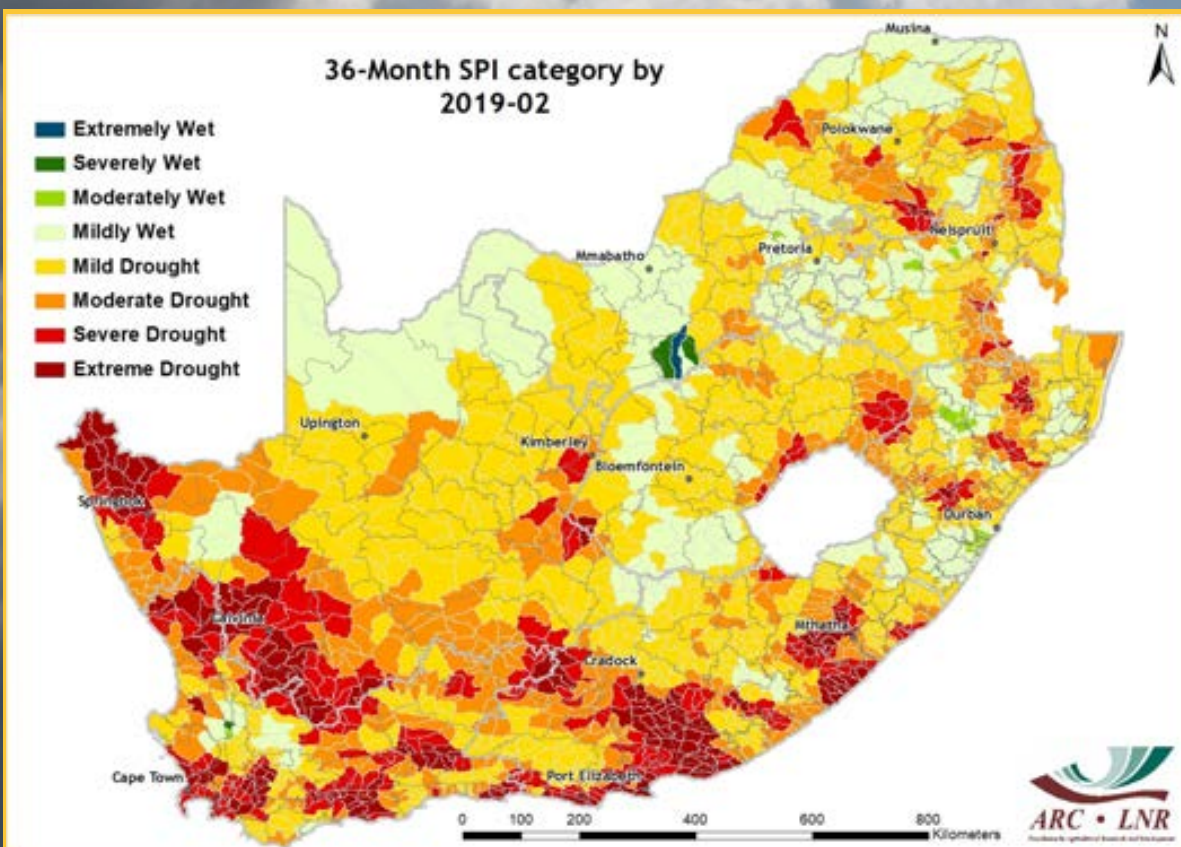 36-Month SPI category by
2019-02
N
Extremely Wet
Severely Wet
Moderately Wet
Mildly Wet
Mild Drought
Moderate Drought
Severe Drought
Extreme Drought
Musina
Polokwane
Nelspruit
Pretoria
Mmabatho
Upington
Kimberley
Bloemfontein
Springbok
Durban
Calvinia
Mthatha
Cradock
Cape Town
Port Elizabeth
0 100 200 400 600 800
Kilometers
ARC • LNR